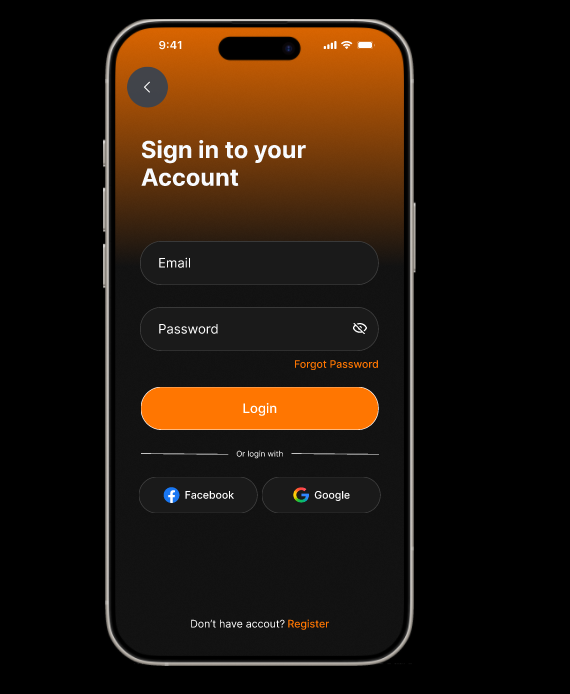 9:41
Sign in to your
Account
Email
Password
Forgot Password
Login
Or login with
Facebook
Google
Don't have accout? Register